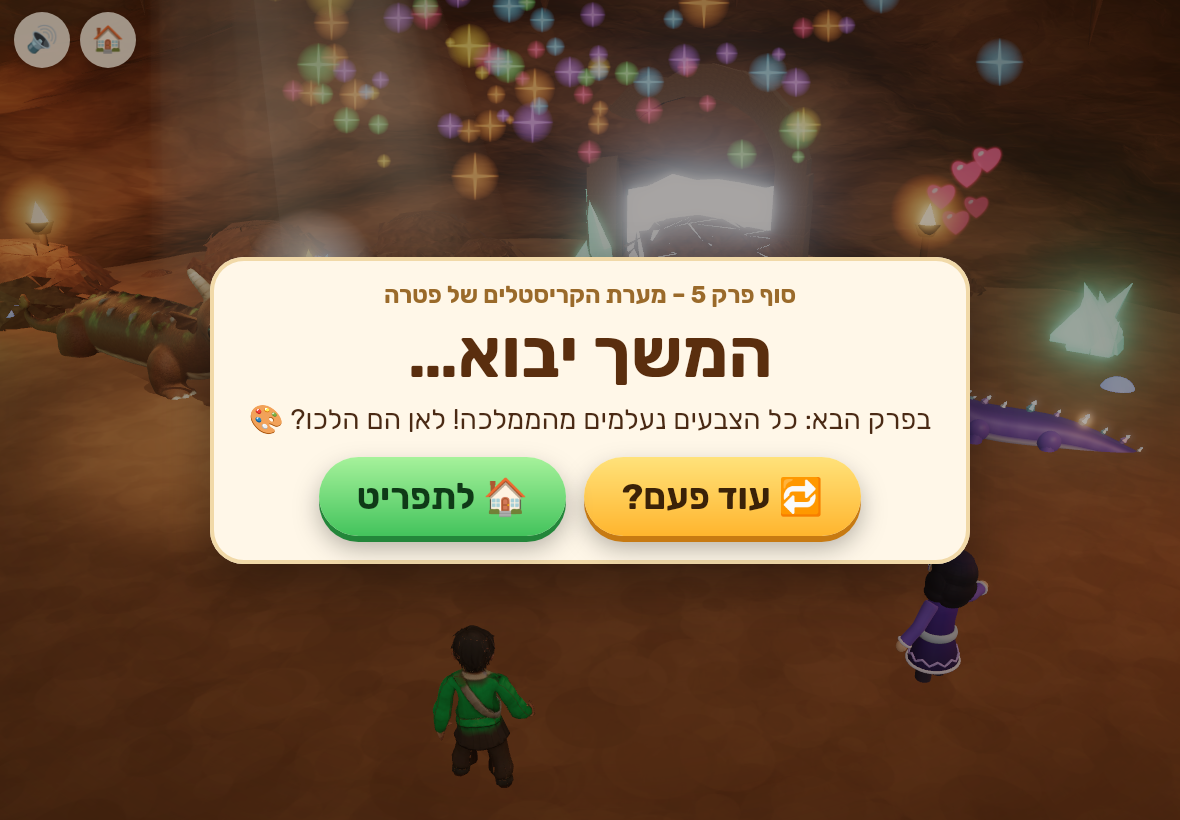 סוף פרק 5 – מערת הקריסטלים של פטרה
המשך יבוא...
בפרק הבא: כל הצבעים נעלמים מהממלכה! לאן הם הלכו? 🎨
🔁 עוד פעם?
🏠 לתפריט